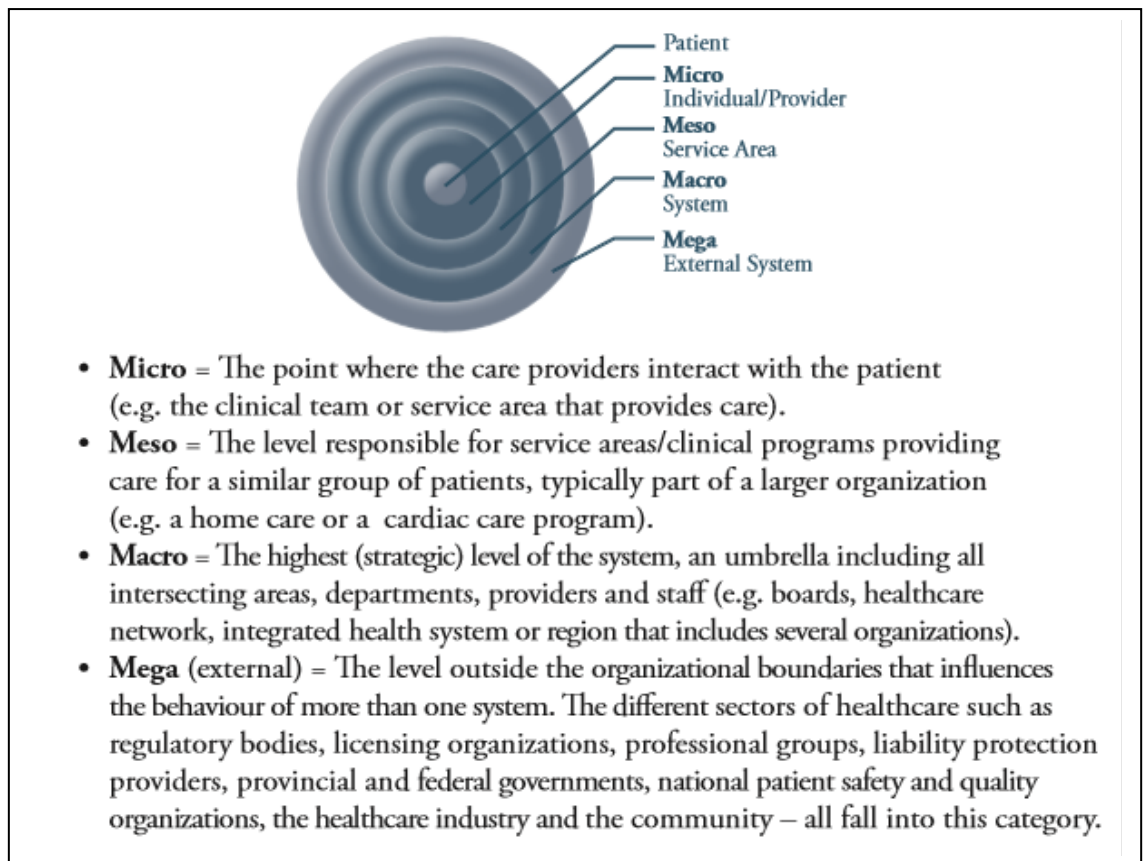 Patient
Micro
Individual/Provider
Meso
Service Area
Macro
System
Mega
External System
• Micro = The point where the care providers interact with the patient
(e.g. the clinical team or service area that provides care).
• Meso = The level responsible for service areas/clinical programs providing
care for a similar group of patients, typically part of a larger organization
(e.g. a home care or a cardiac care program).
• Macro = The highest (strategic) level of the system, an umbrella including all
intersecting areas, departments, providers and staff (e.g. boards, healthcare
network, integrated health system or region that includes several organizations).
• Mega (external) = The level outside the organizational boundaries that influences
the behaviour of more than one system. The different sectors of healthcare such as
regulatory bodies, licensing organizations, professional groups, liability protection
providers, provincial and federal governments, national patient safety and quality
organizations, the healthcare industry and the community – all fall into this category.